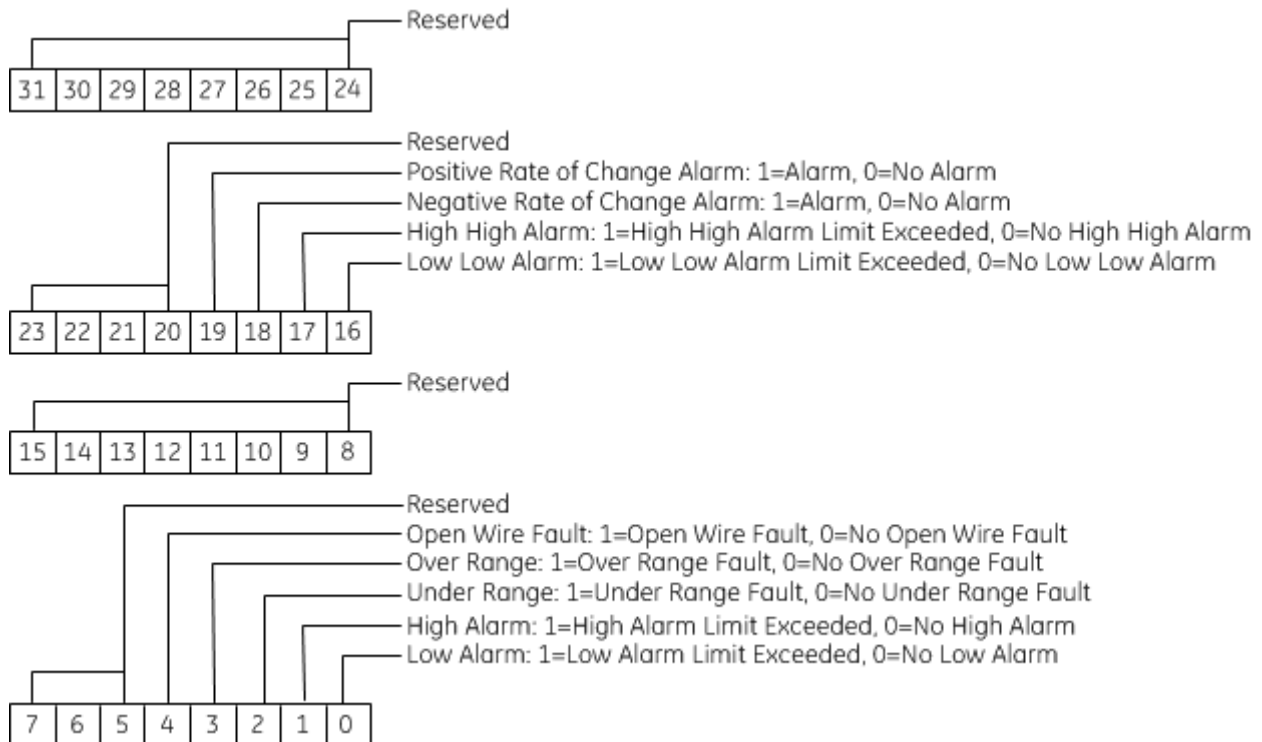 Reserved
31 30 29 28 27 26 25 24
Reserved
Positive Rate of Change Alarm: 1=Alarm, 0=No Alarm
Negative Rate of Change Alarm: 1=Alarm, 0=No Alarm
High High Alarm: 1=High High Alarm Limit Exceeded, 0=No High High Alarm
Low Low Alarm: 1=Low Low Alarm Limit Exceeded, 0=No Low Low Alarm
23 22 21 20 19 18 17 16
Reserved
15 14 13 12 11 10 9 8
Reserved
Open Wire Fault: 1=Open Wire Fault, 0=No Open Wire Fault
Over Range: 1=Over Range Fault, 0=No Over Range Fault
Under Range: 1=Under Range Fault, 0=No Under Range Fault
High Alarm: 1=High Alarm Limit Exceeded, 0=No High Alarm
Low Alarm: 1=Low Alarm Limit Exceeded, 0=No Low Alarm
7 6 5 4 3 2 1 0